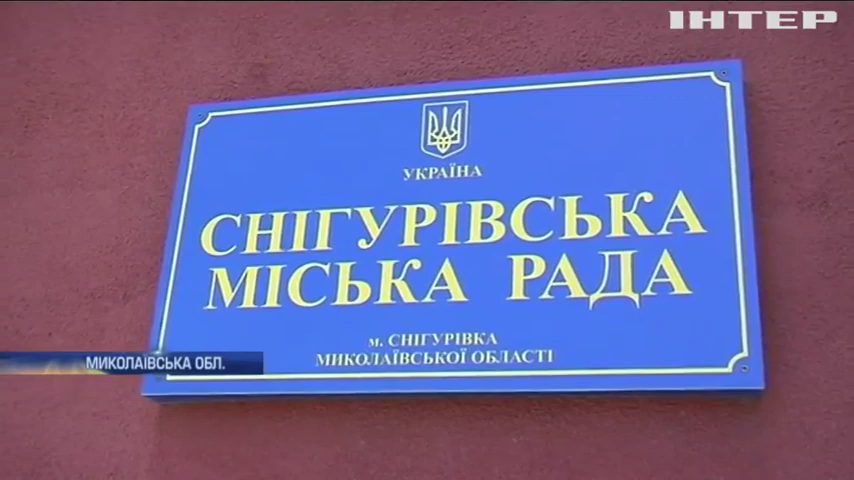 ІНТЕР
УКРАЇНА
СНІГУРІВСЬКА
МІСЬКА РАДА
м. СНІГУРІВКА
МИКОЛАЇВСЬКОЇ ОБЛАСТІ
МИКОЛАЇВСЬКА ОБЛ.